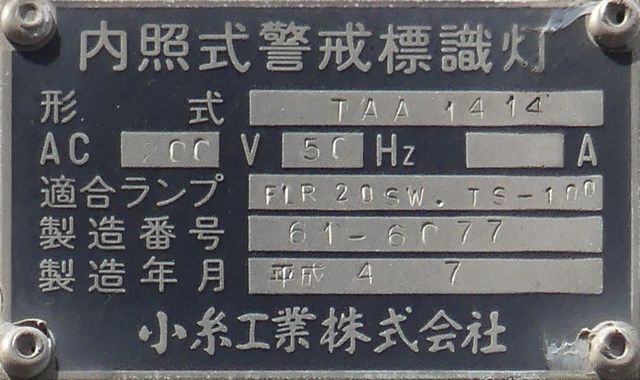 内照式警戒標識灯
形式 TAA 1414
AC 200 V 50 Hz A
適合ランプ FLR20SW. TS-100
製造番号 61-6077
製造年月 平成 4 7
小糸工業株式会社